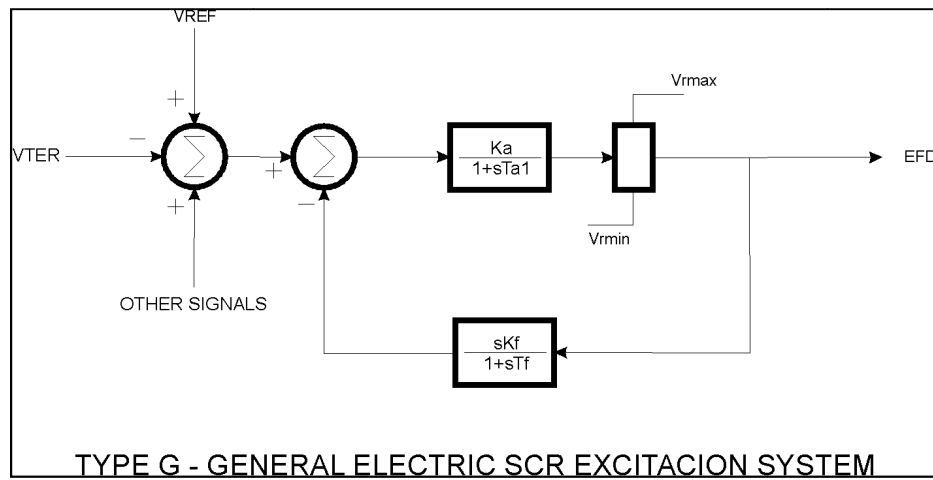 VREF
+
−
+
VTER
Σ
+
Σ
−
Ka
1+sTa1
Vrmax
Vrmin
EFD
OTHER SIGNALS
sKf
1+sTf
TYPE G - GENERAL ELECTRIC SCR EXCITACION SYSTEM